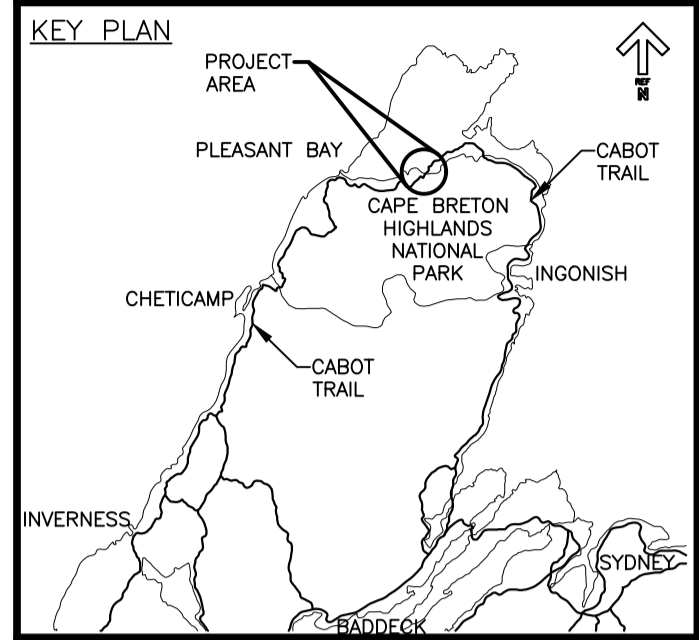 KEY PLAN
PROJECT
AREA
REF
N
PLEASANT BAY
CABOT
TRAIL
CAPE BRETON
HIGHLANDS
NATIONAL
PARK
INGONISH
CHETICAMP
CABOT
TRAIL
INVERNESS
SYDNEY
BADDECK